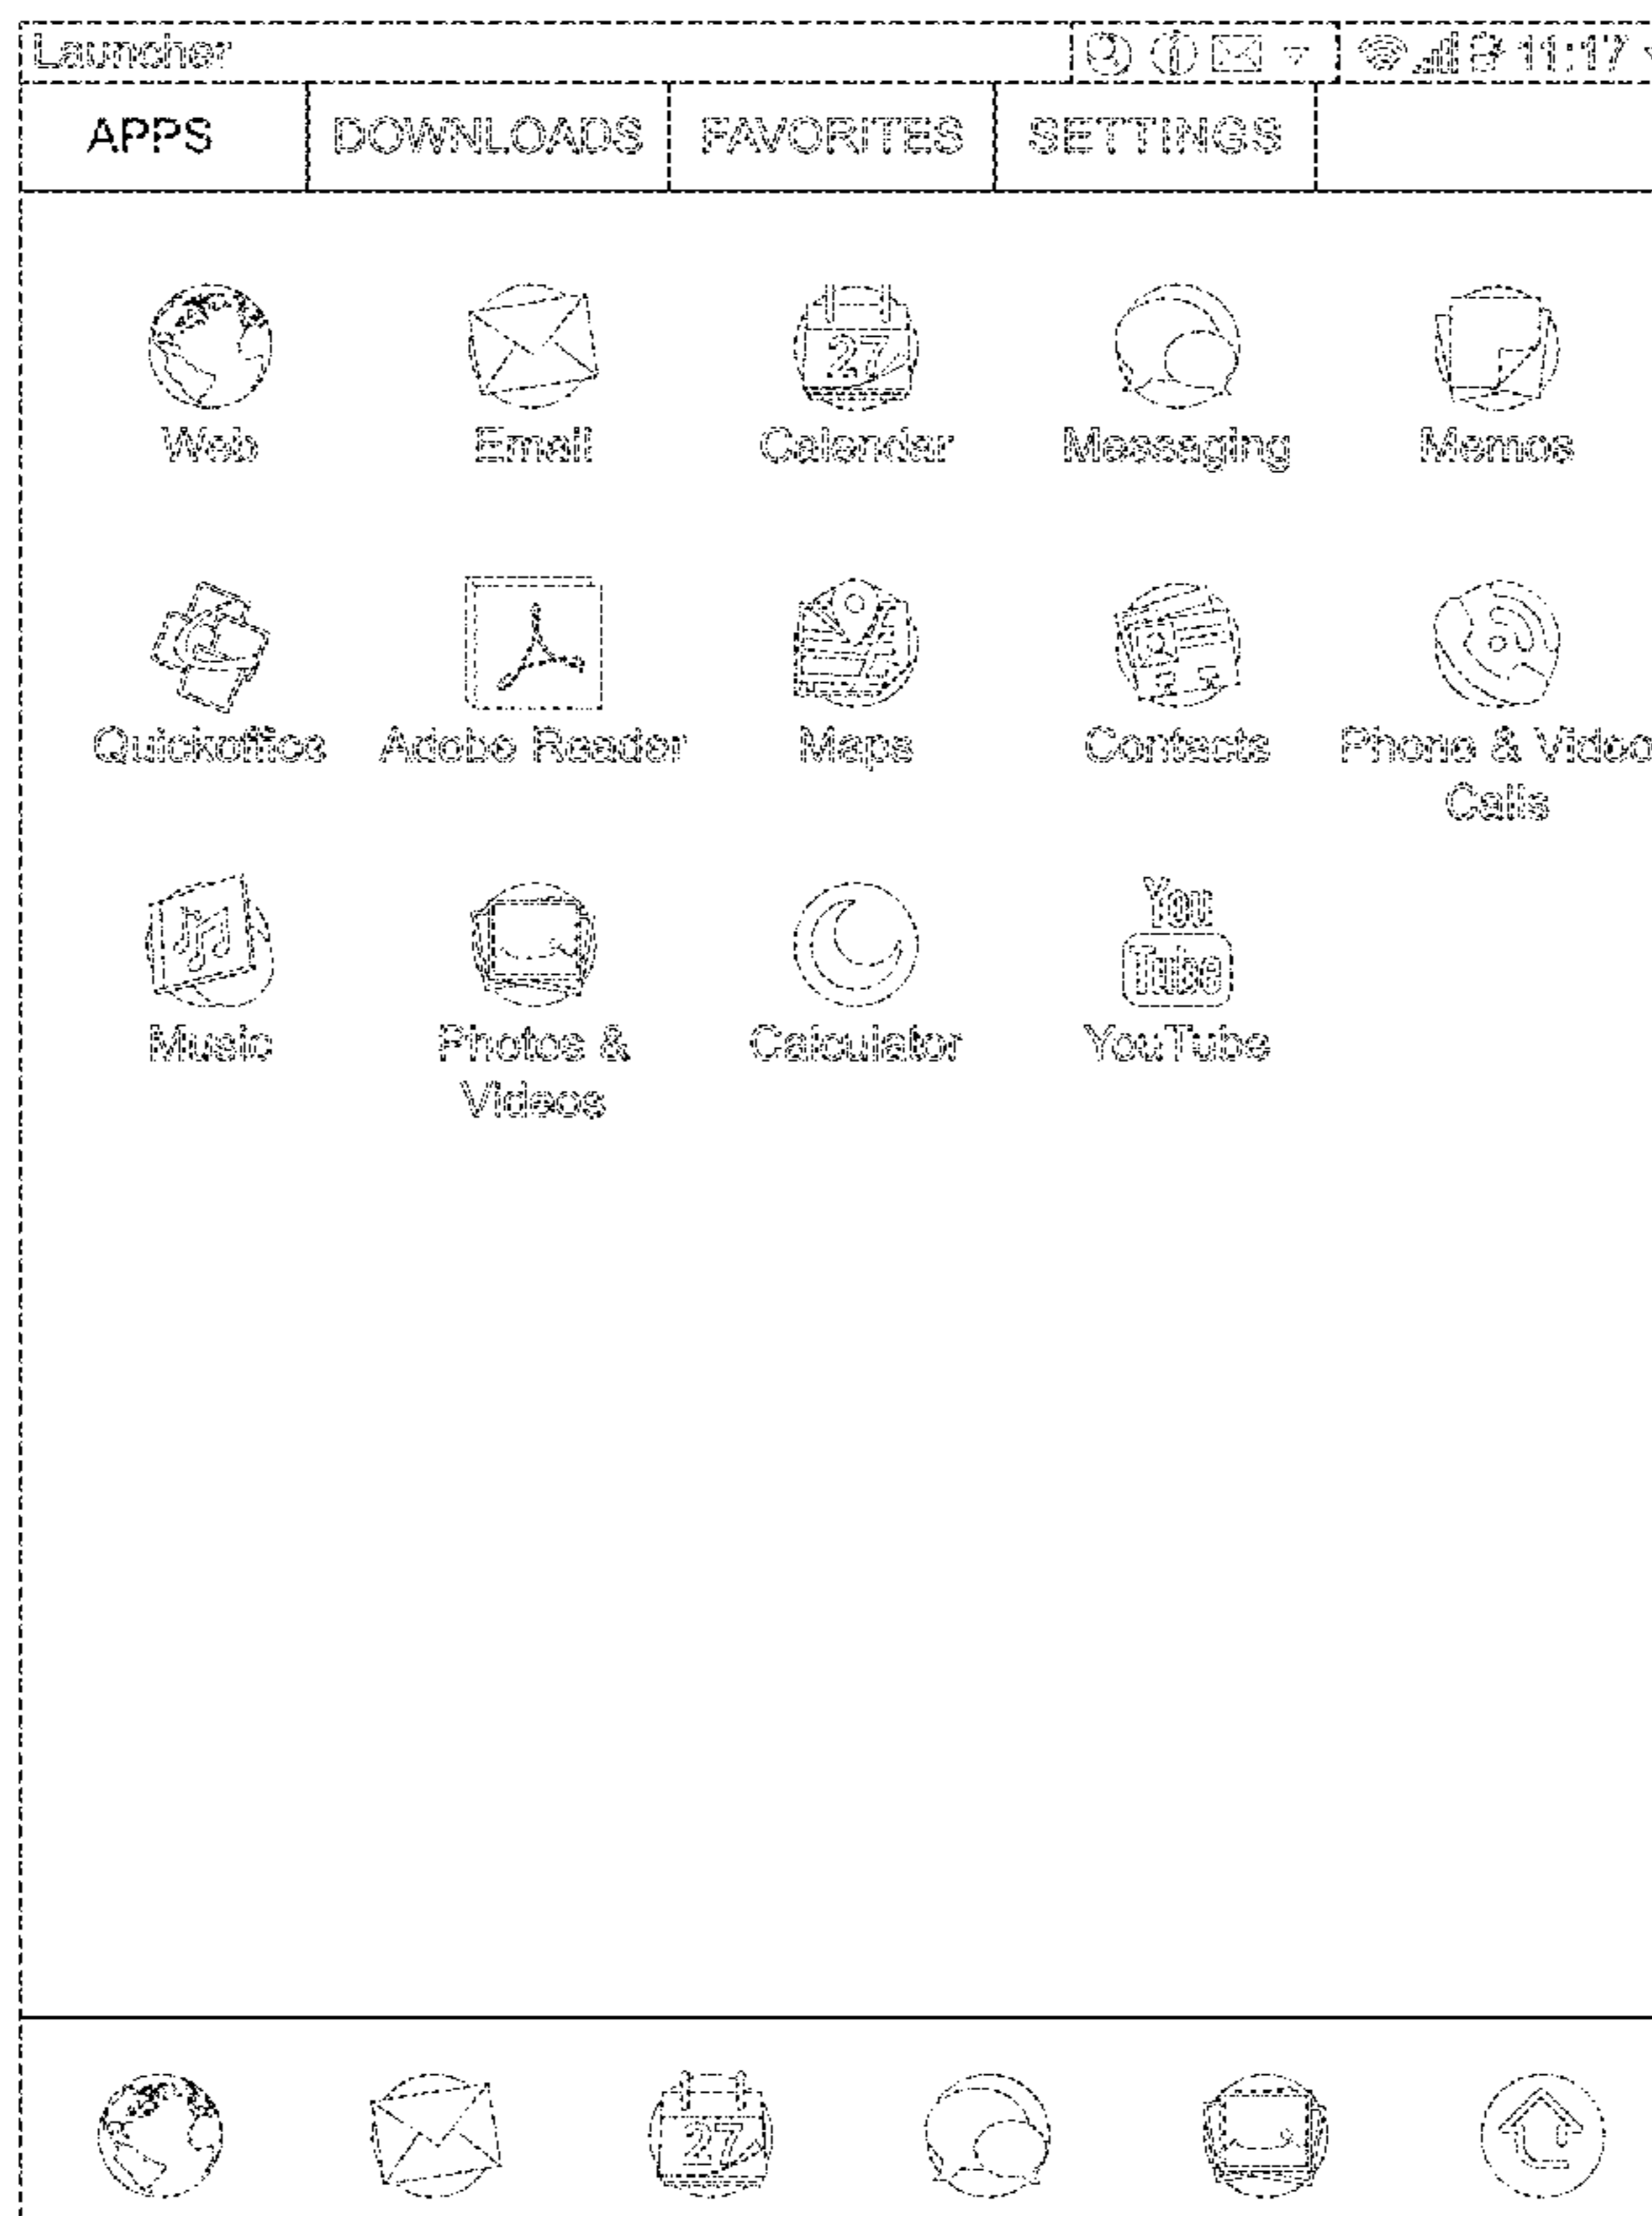 Launcher 11:17
APPS DOWNLOADS FAVORITES SETTINGS
27
Web Email Calendar Messaging Memos
Quickoffice Adobe Reader Maps Contacts Phone & Video
Calls
You
Tube
Music Photos & Calculator YouTube
Videos
27